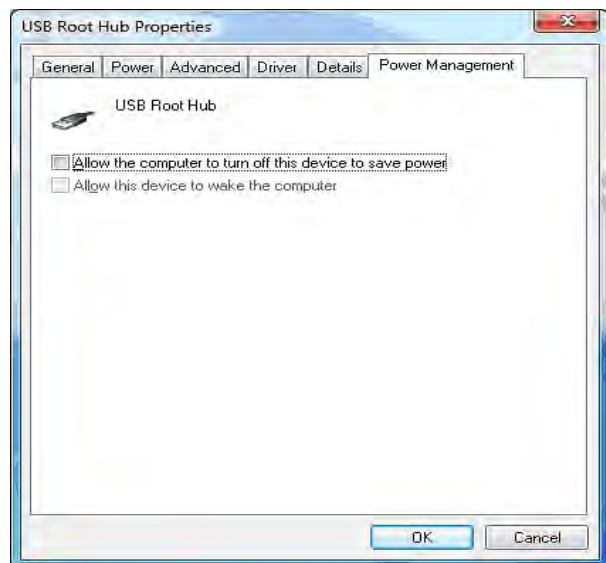 USB Root Hub Properties
General Power Advanced Driver Details Power Management
USB Root Hub
Allow the computer to turn off this device to save power
Allow this device to wake the computer
OK Cancel